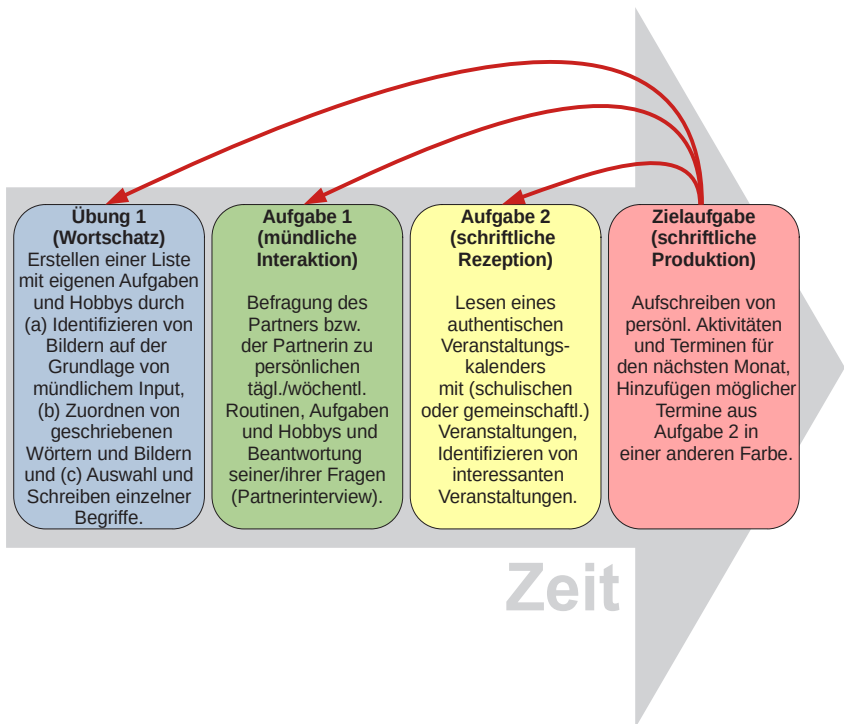 Übung 1
(Wortschatz)
Erstellen einer Liste
mit eigenen Aufgaben
und Hobbys durch
(a) Identifizieren von
Bildern auf der
Grundlage von
mündlichem Input,
(b) Zuordnen von
geschriebenen
Wörtern und Bildern
und (c) Auswahl und
Schreiben einzelner
Begriffe.
Aufgabe 1
(mündliche
Interaktion)
Befragung des
Partners bzw.
der Partnerin zu
persönlichen
tägl./wöchentl.
Routinen, Aufgaben
und Hobbys und
Beantwortung
seiner/ihrer Fragen
(Partnerinterview).
Aufgabe 2
(schriftliche
Rezeption)
Lesen eines
authentischen
Veranstaltungs-
kalenders
mit (schulischen
oder gemeinschaftl.)
Veranstaltungen,
Identifizieren von
interessanten
Veranstaltungen.
Zielaufgabe
(schriftliche
Produktion)
Aufschreiben von
persönl. Aktivitäten
und Terminen für
den nächsten Monat,
Hinzufügen möglicher
Termine aus
Aufgabe 2 in
einer anderen Farbe.
Zeit